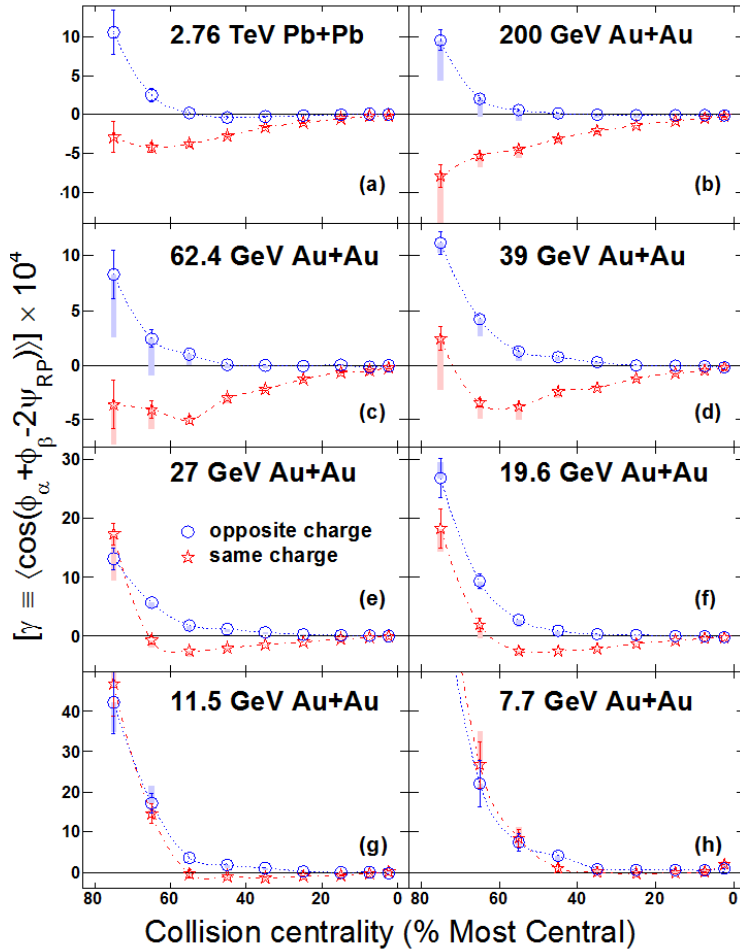 2.76 TeV Pb+Pb
200 GeV Au+Au
10
5
0
-5
-10
(a)
(b)
62.4 GeV Au+Au
39 GeV Au+Au
10
5
0
-5
(c)
(d)
[γ ≡ ⟨cos(ϕα+ϕβ-2ψRP)⟩] × 10⁴
27 GeV Au+Au
19.6 GeV Au+Au
30
20
10
0
opposite charge
same charge
(e)
(f)
11.5 GeV Au+Au
7.7 GeV Au+Au
40
30
20
10
0
(g)
(h)
80 60 40 20 0 80 60 40 20 0
Collision centrality (% Most Central)